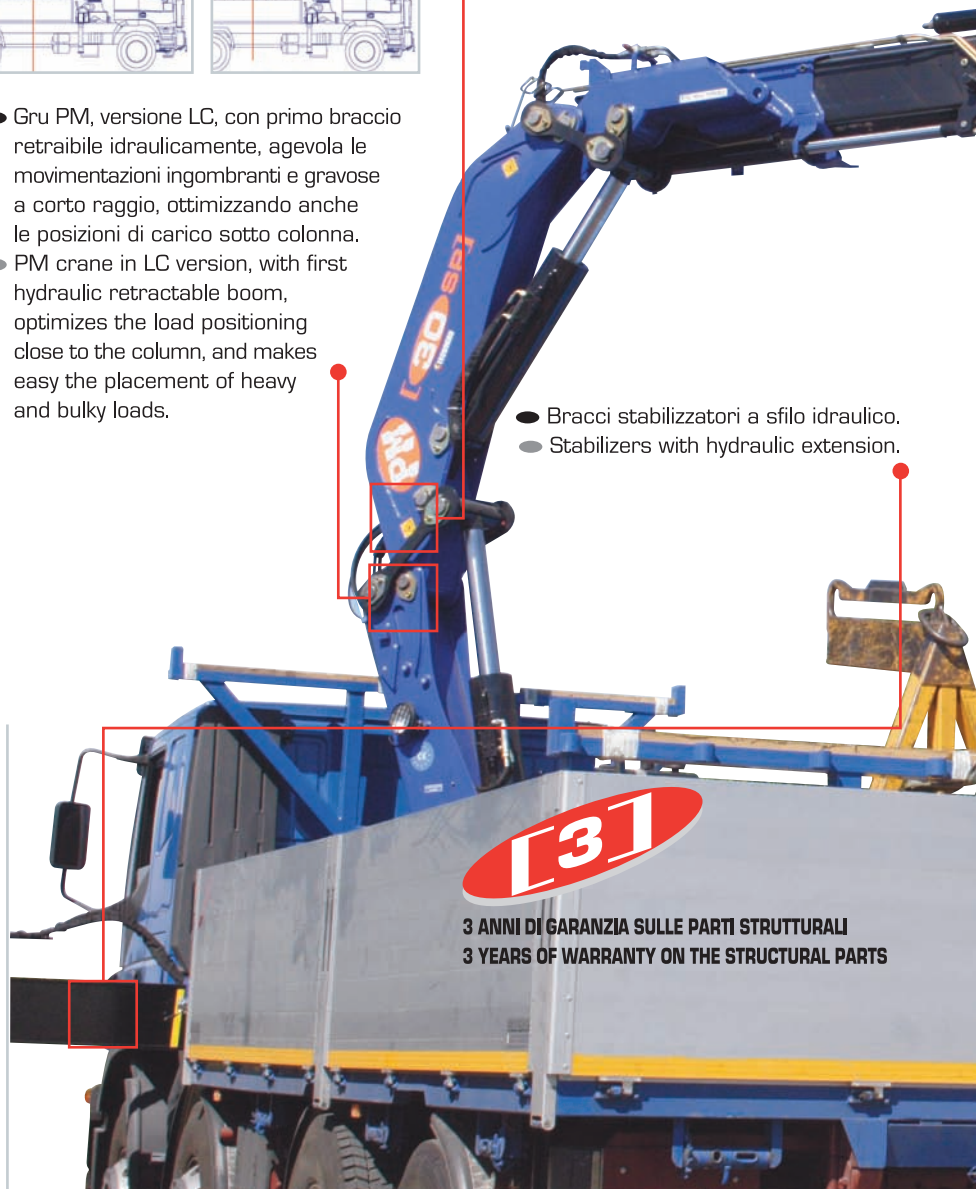 Gru PM, versione LC, con primo braccio
retraibile idraulicamente, agevola le
movimentazioni ingombranti e gravose
a corto raggio, ottimizzando anche
le posizioni di carico sotto colonna.
PM crane in LC version, with first
hydraulic retractable boom,
optimizes the load positioning
close to the column, and makes
easy the placement of heavy
and bulky loads.
[30 SP]
PM
Bracci stabilizzatori a sfilo idraulico.
Stabilizers with hydraulic extension.
[3]
3 ANNI DI GARANZIA SULLE PARTI STRUTTURALI
3 YEARS OF WARRANTY ON THE STRUCTURAL PARTS